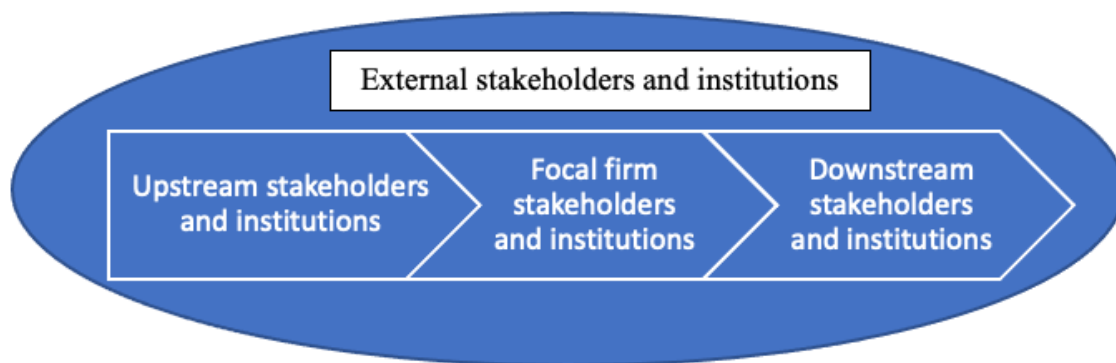 External stakeholders and institutions
Upstream stakeholders
and institutions
Focal firm
stakeholders
and institutions
Downstream
stakeholders
and institutions